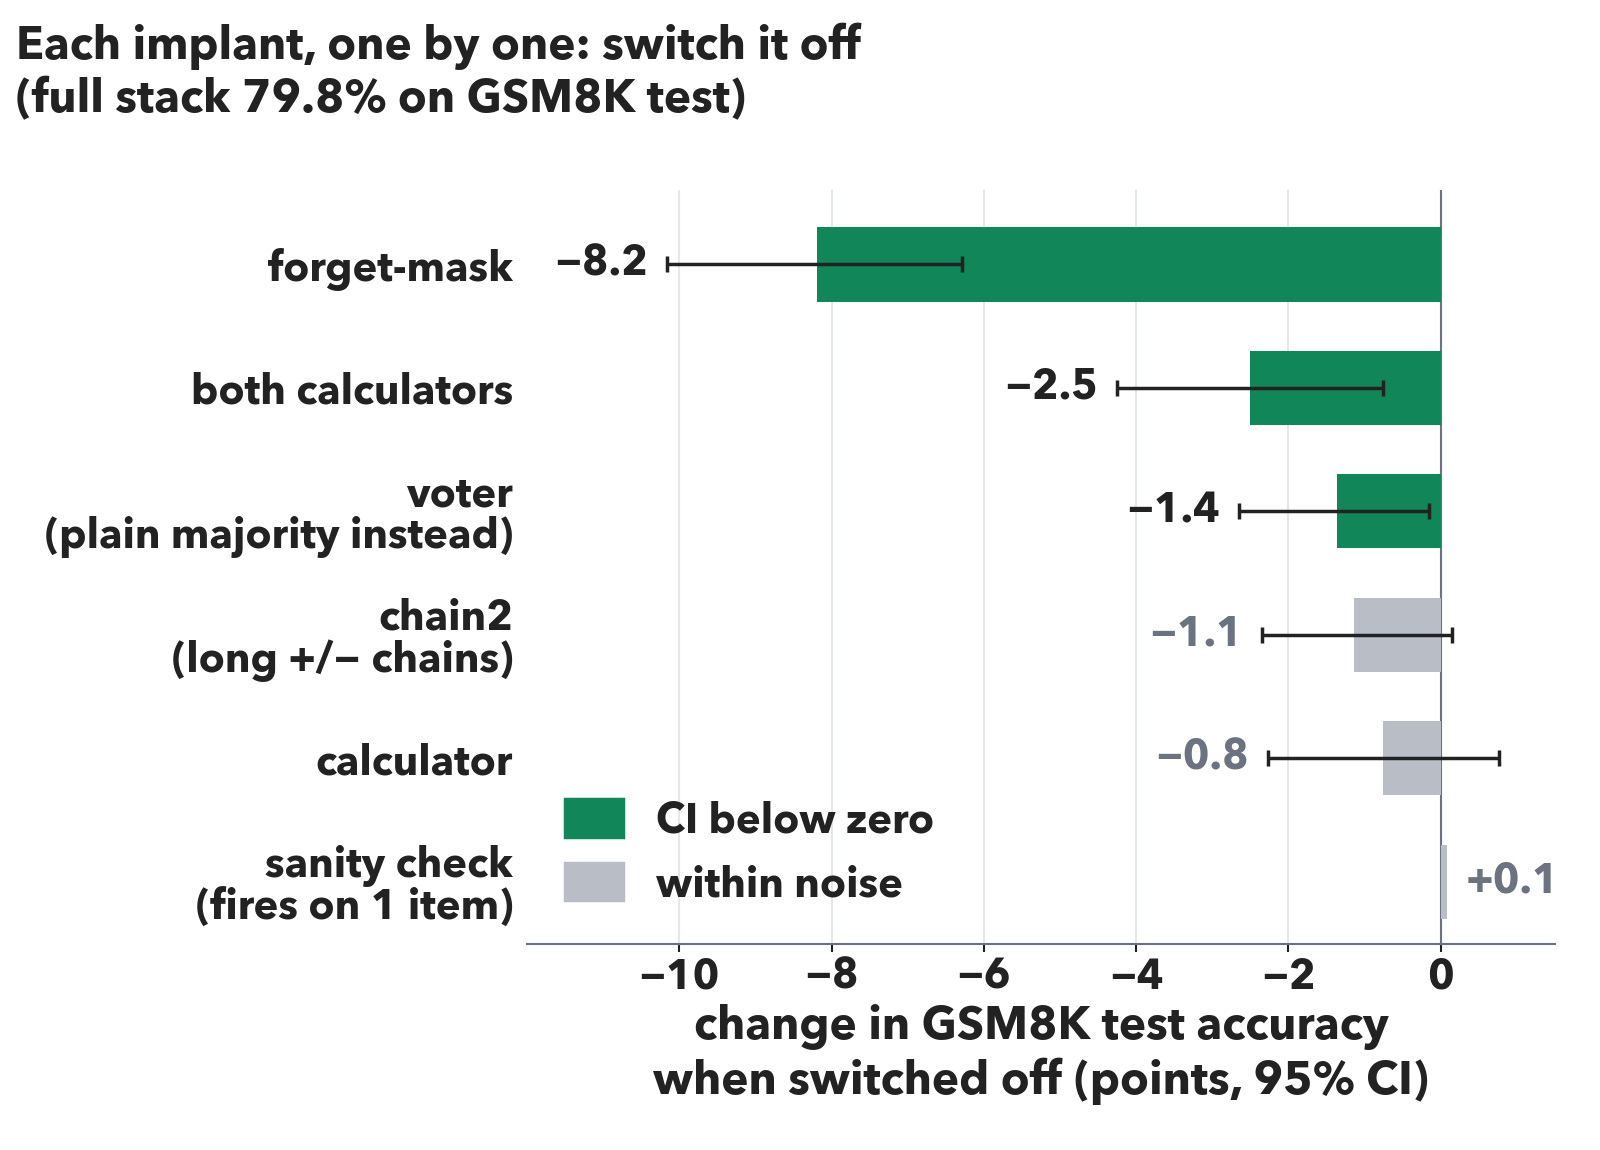 Each implant, one by one: switch it off
(full stack 79.8% on GSM8K test)
forget-mask
−8.2
both calculators
−2.5
voter
(plain majority instead)
−1.4
chain2
(long +/− chains)
−1.1
calculator
−0.8
sanity check
(fires on 1 item)
+0.1
CI below zero
within noise
−10 −8 −6 −4 −2 0
change in GSM8K test accuracy
when switched off (points, 95% CI)